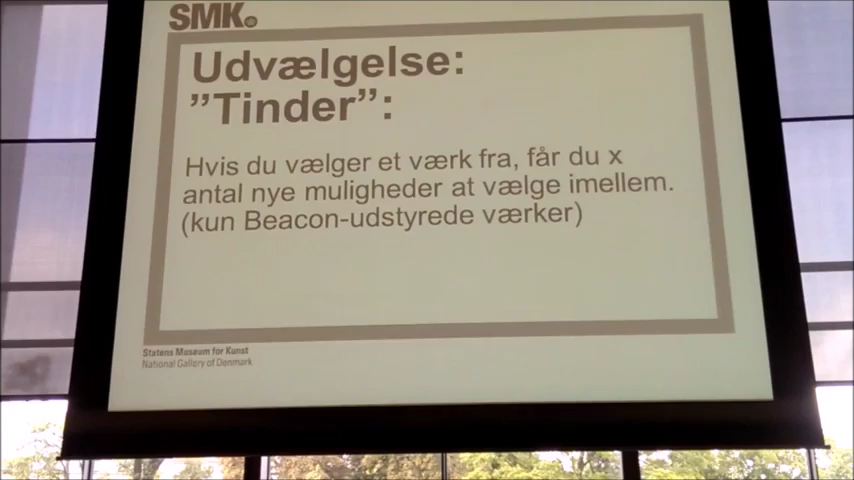 SMK.
Udvælgelse:
”Tinder”:
Hvis du vælger et værk fra, får du x
antal nye muligheder at vælge imellem.
(kun Beacon-udstyrede værker)
Statens Museum for Kunst
National Gallery of Denmark